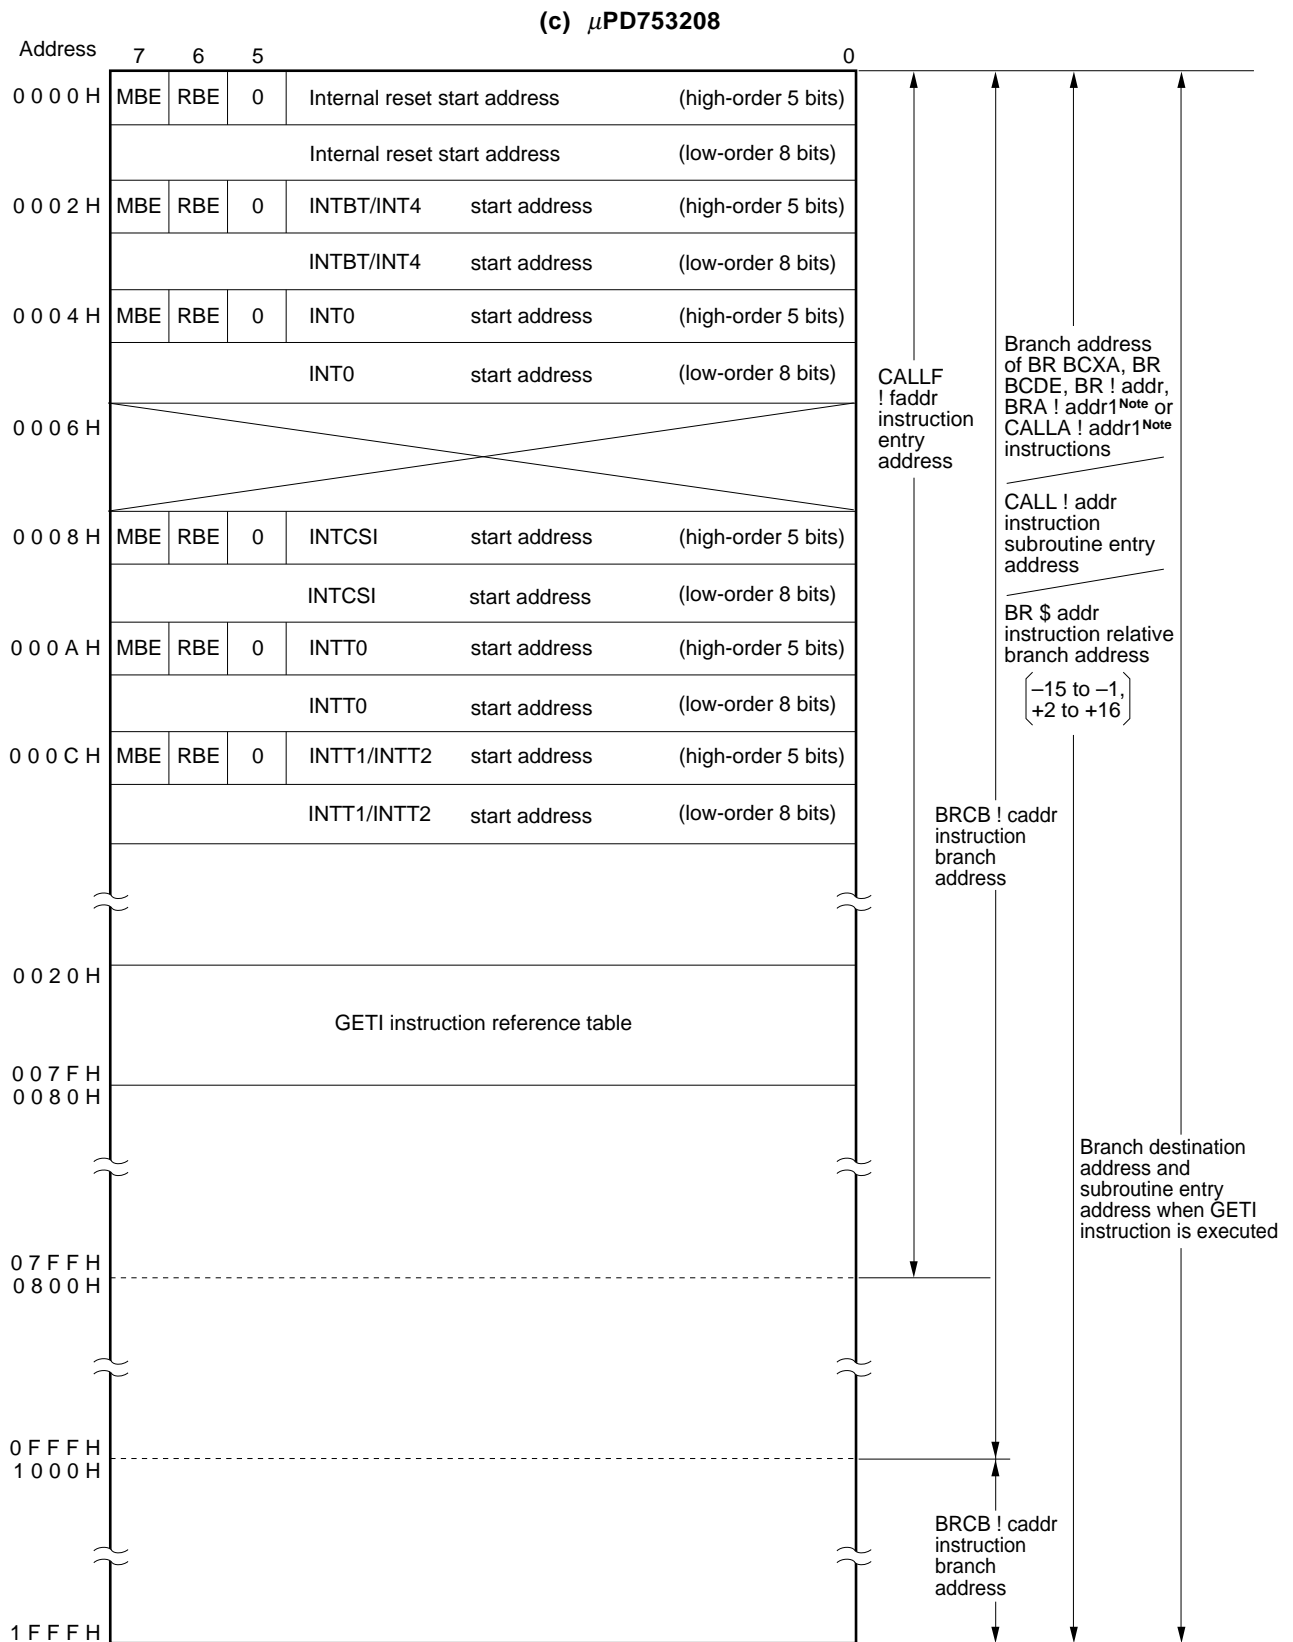 (c) μPD753208
Address 7 6 5 0
0000H MBE RBE 0 Internal reset start address (high-order 5 bits)
Internal reset start address (low-order 8 bits)
0002H MBE RBE 0 INTBT/INT4 start address (high-order 5 bits)
INTBT/INT4 start address (low-order 8 bits)
0004H MBE RBE 0 INT0 start address (high-order 5 bits)
INT0 start address (low-order 8 bits)
0006H
0008H MBE RBE 0 INTCSI start address (high-order 5 bits)
INTCSI start address (low-order 8 bits)
000AH MBE RBE 0 INTT0 start address (high-order 5 bits)
INTT0 start address (low-order 8 bits)
000CH MBE RBE 0 INTT1/INTT2 start address (high-order 5 bits)
INTT1/INTT2 start address (low-order 8 bits)
0020H
GETI instruction reference table
007FH
0080H
07FFH
0800H
0FFFH
1000H
1FFFH
CALLF
! faddr
instruction
entry
address
BRCB ! caddr
instruction
branch
address
Branch address
of BR BCXA, BR
BCDE, BR ! addr,
BRA ! addr1Note or
CALLA ! addr1Note
instructions
CALL ! addr
instruction
subroutine entry
address
BR $ addr
instruction relative
branch address
–15 to –1,
+2 to +16
Branch destination
address and
subroutine entry
address when GETI
instruction is executed
BRCB ! caddr
instruction
branch
address